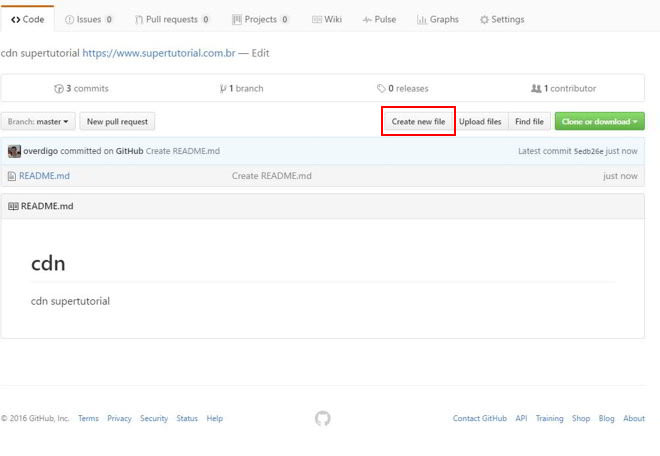 Code Issues 0 Pull requests 0 Projects 0 Wiki Pulse Graphs Settings
cdn supertutorial https://www.supertutorial.com.br — Edit
3 commits 1 branch 0 releases 1 contributor
Branch: master New pull request Create new file Upload files Find file Clone or download
overdigo committed on GitHub Create README.md Latest commit 5edb26e just now
README.md Create README.md just now
README.md
cdn
cdn supertutorial
© 2016 GitHub, Inc. Terms Privacy Security Status Help Contact GitHub API Training Shop Blog About